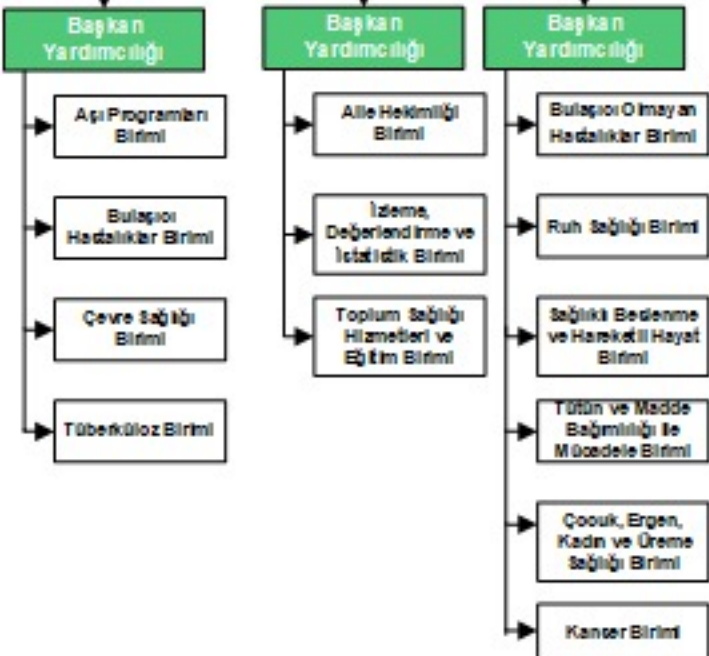 Başkan
Yardımcılığı
Aşı Programları
Birimi
Bulaşıcı
Hastalıklar Birimi
Çevre Sağlığı
Birimi
Tüberküloz Birimi
Başkan
Yardımcılığı
Aile Hekimliği
Birimi
İzleme,
Değerlendirme ve
İstatistik Birimi
Toplum Sağlığı
Hizmetleri ve
Eğitim Birimi
Başkan
Yardımcılığı
Bulaşıcı Olmayan
Hastalıklar Birimi
Ruh Sağlığı Birimi
Sağlıklı Beslenme
ve Hareketli Hayat
Birimi
Tütün ve Madde
Bağımlılığı ile
Mücadele Birimi
Çocuk, Ergen,
Kadın ve Üreme
Sağlığı Birimi
Kanser Birimi